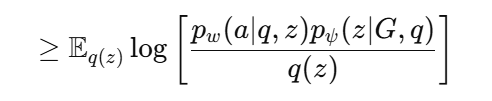 ≥ 𝔼_{q(z)} log [ p_w(a|q, z)p_ψ(z|G, q) / q(z) ]